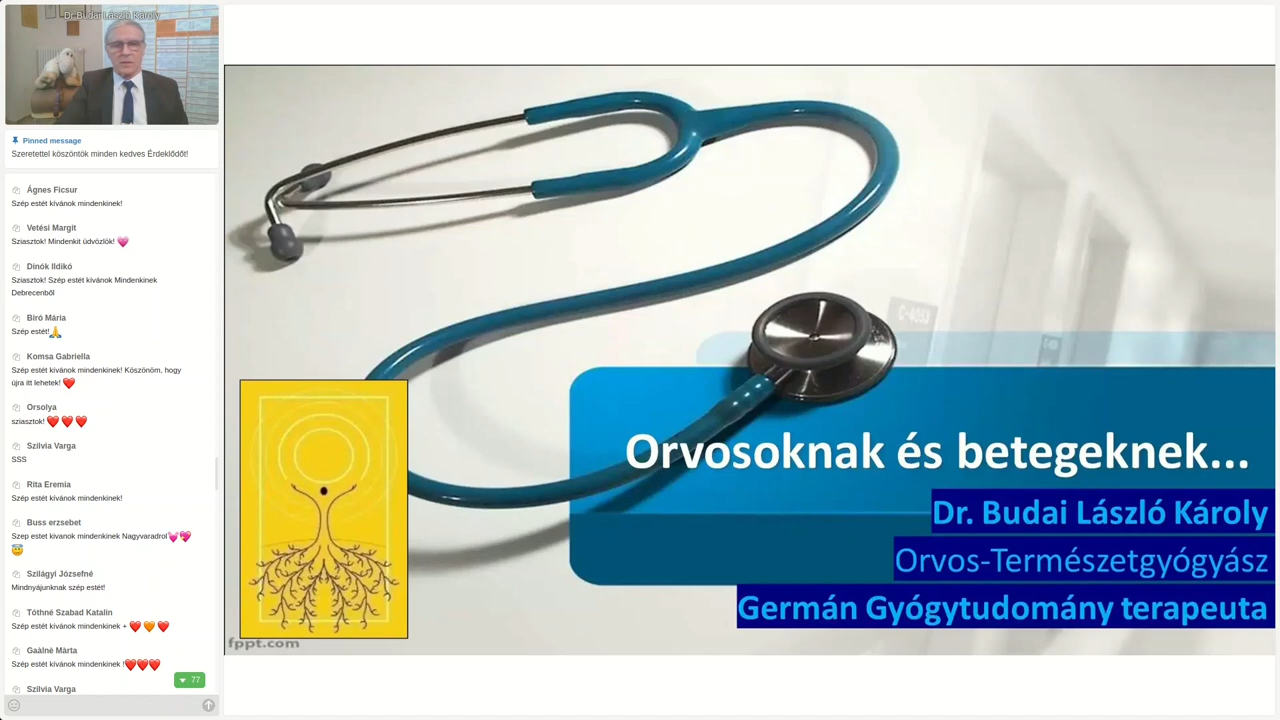 Dr Budai László Károly
Pinned message
Szeretettel köszöntök minden kedves Érdeklődőt!
Ágnes Ficsur
Szép estét kívánok mindenkinek!
Vetési Margit
Sziasztok! Mindenkit üdvözlök! 💗
Dinók Ildikó
Sziasztok! Szép estét kívánok Mindenkinek
Debrecenből
Biró Mária
Szép estét!🙏
Komsa Gabriella
Szép estét kívánok mindenkinek! Köszönöm, hogy
újra itt lehetek! ❤️
Orsolya
sziasztok! ❤️ ❤️ ❤️
Szilvia Varga
SSS
Rita Eremia
Szép estét kívánok mindenkinek!
Buss erzsebet
Szep estet kivanok mindenkinek Nagyvaradrol💓💖
😇
Szilágyi Józsefné
Mindnyájunknak szép estét!
Tóthné Szabad Katalin
Szép estét kívánok mindenkinek + ❤️ 🧡 ❤️
Gaàlnè Màrta
Szép estét kívánok mindenkinek !❤️❤️❤️
77
Szilvia Varga
C-4053
Orvosoknak és betegeknek...
Dr. Budai László Károly
Orvos-Természetgyógyász
Germán Gyógytudomány terapeuta
fppt.com